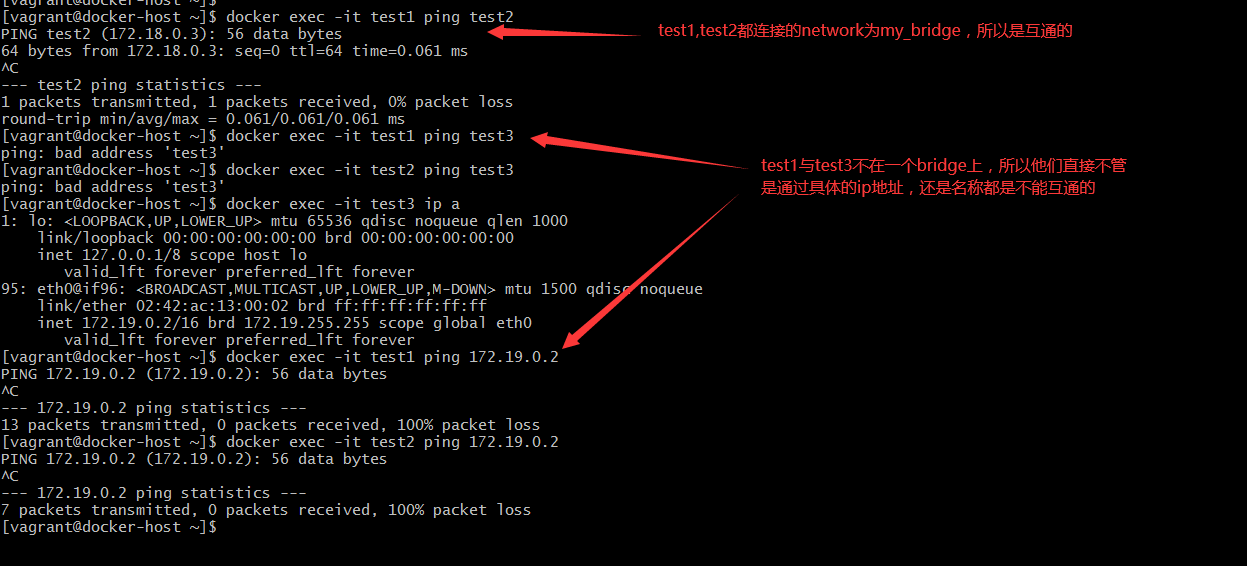 [vagrant@docker-host ~]$
[vagrant@docker-host ~]$ docker exec -it test1 ping test2
PING test2 (172.18.0.3): 56 data bytes
64 bytes from 172.18.0.3: seq=0 ttl=64 time=0.061 ms
^C
--- test2 ping statistics ---
1 packets transmitted, 1 packets received, 0% packet loss
round-trip min/avg/max = 0.061/0.061/0.061 ms
[vagrant@docker-host ~]$ docker exec -it test1 ping test3
ping: bad address 'test3'
[vagrant@docker-host ~]$ docker exec -it test2 ping test3
ping: bad address 'test3'
[vagrant@docker-host ~]$ docker exec -it test3 ip a
1: lo: <LOOPBACK,UP,LOWER_UP> mtu 65536 qdisc noqueue qlen 1000
link/loopback 00:00:00:00:00:00 brd 00:00:00:00:00:00
inet 127.0.0.1/8 scope host lo
valid_lft forever preferred_lft forever
95: eth0@if96: <BROADCAST,MULTICAST,UP,LOWER_UP,M-DOWN> mtu 1500 qdisc noqueue
link/ether 02:42:ac:13:00:02 brd ff:ff:ff:ff:ff:ff
inet 172.19.0.2/16 brd 172.19.255.255 scope global eth0
valid_lft forever preferred_lft forever
[vagrant@docker-host ~]$ docker exec -it test1 ping 172.19.0.2
PING 172.19.0.2 (172.19.0.2): 56 data bytes
^C
--- 172.19.0.2 ping statistics ---
13 packets transmitted, 0 packets received, 100% packet loss
[vagrant@docker-host ~]$ docker exec -it test2 ping 172.19.0.2
PING 172.19.0.2 (172.19.0.2): 56 data bytes
^C
--- 172.19.0.2 ping statistics ---
7 packets transmitted, 0 packets received, 100% packet loss
[vagrant@docker-host ~]$
test1,test2都连接的network为my_bridge，所以是互通的
test1与test3不在一个bridge上，所以他们直接不管
是通过具体的ip地址，还是名称都是不能互通的